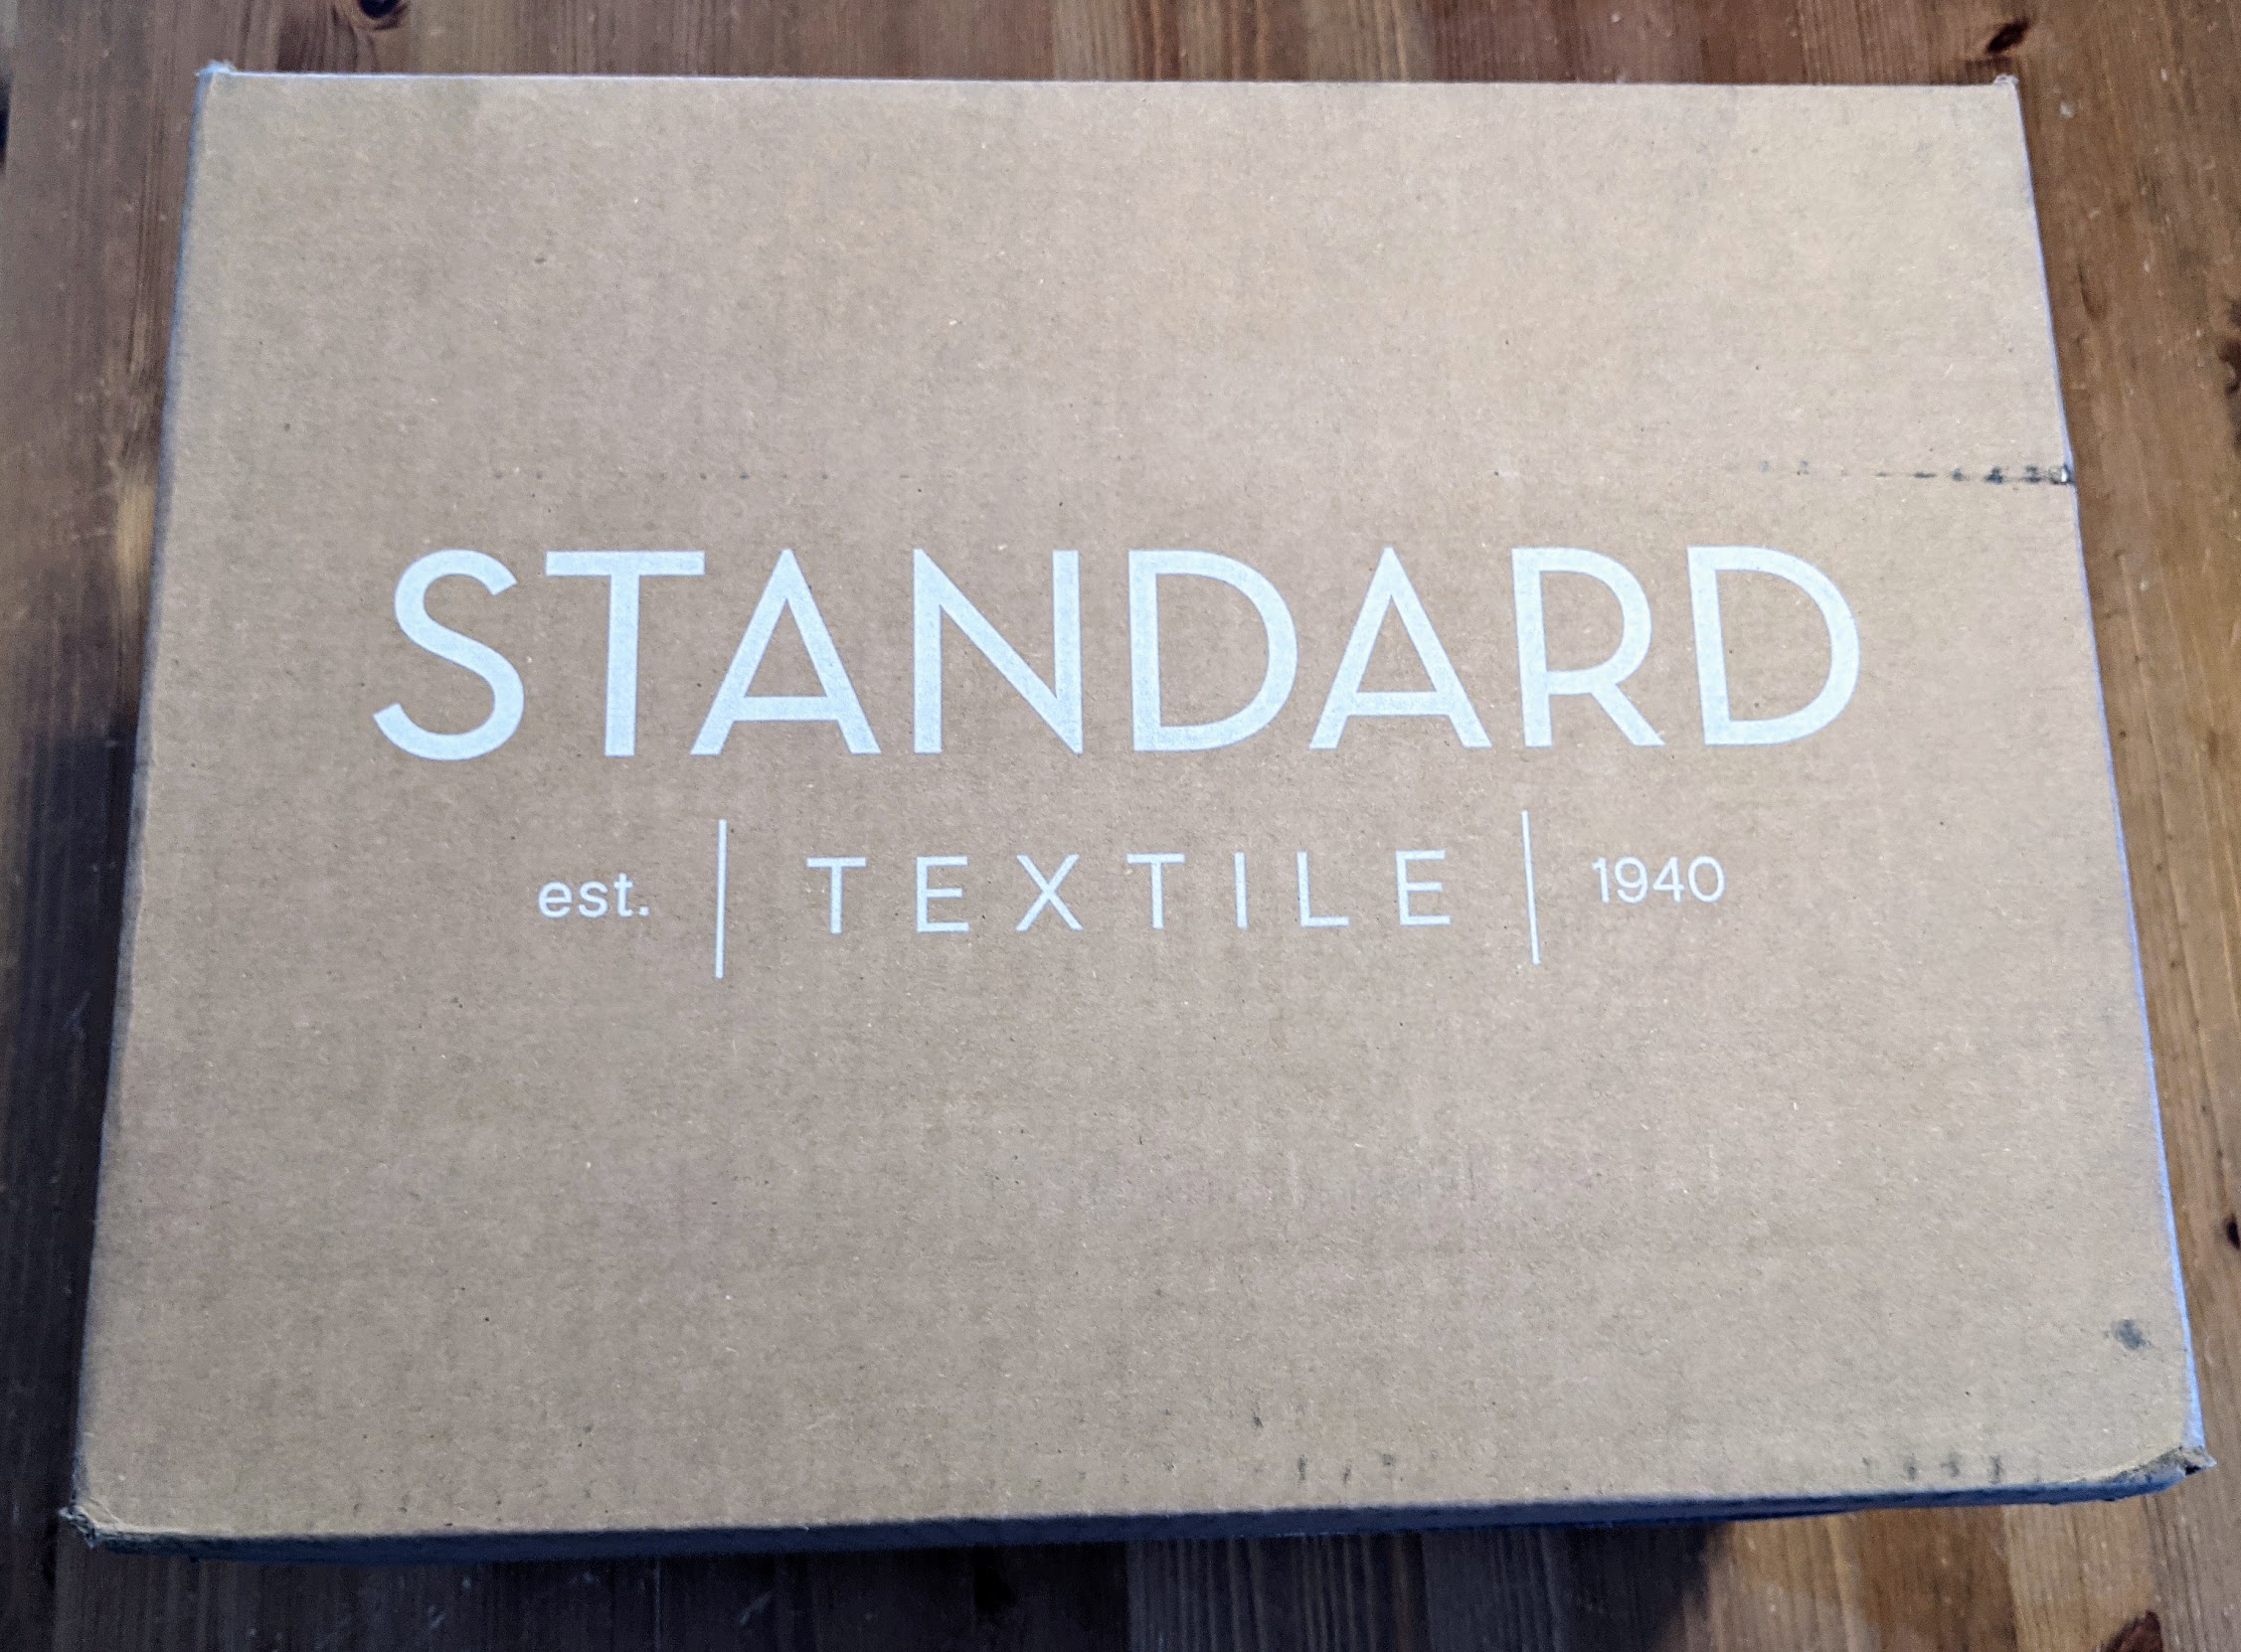 STANDARD
est. | TEXTILE | 1940